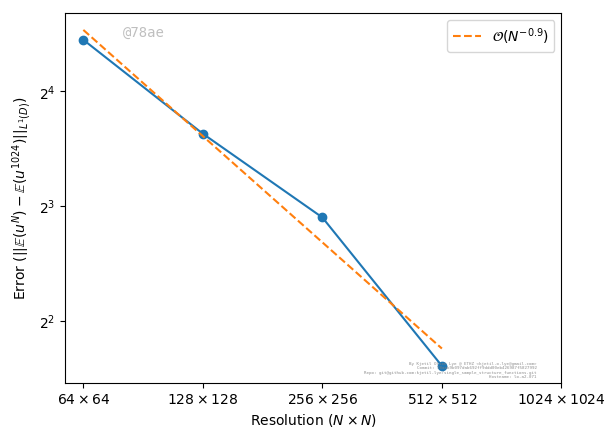 @78ae
𝒪(N^{-0.9})
2^4
2^3
2^2
Error (||𝔼(u^N) − 𝔼(u^{1024})||_{L^1(D)})
64 × 64
128 × 128
256 × 256
512 × 512
1024 × 1024
Resolution (N × N)